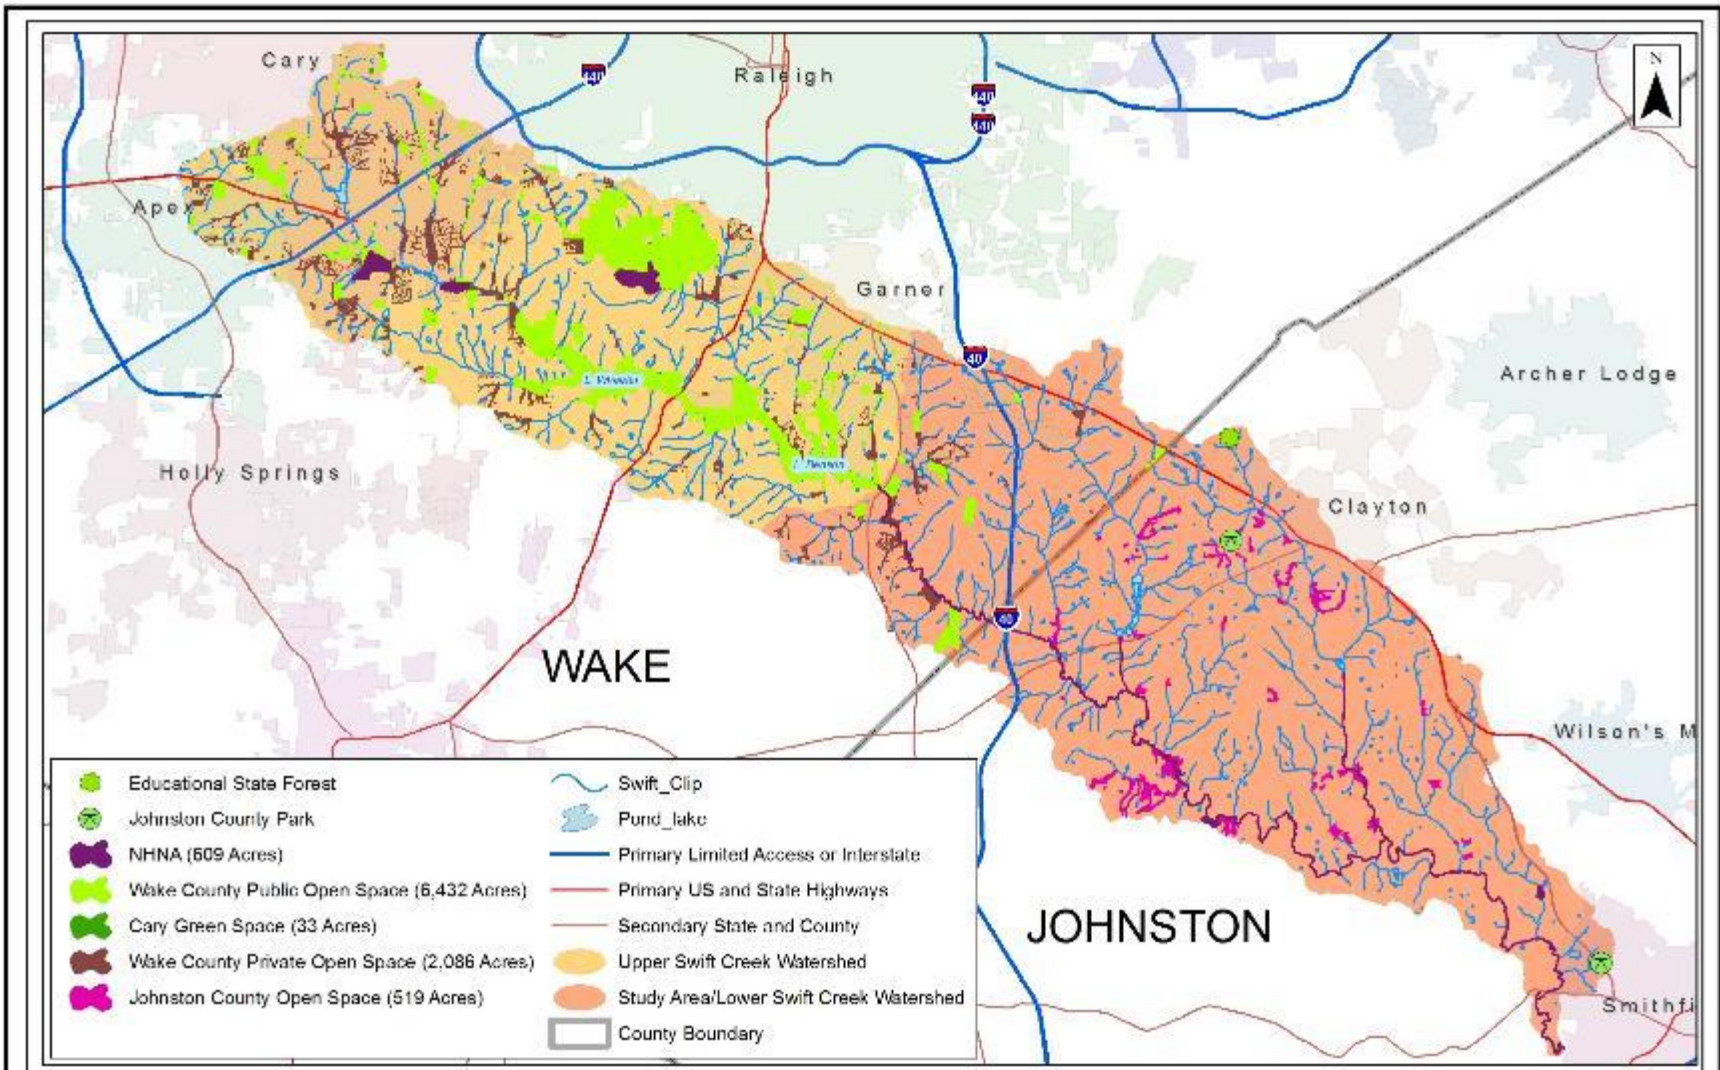 N
Cary
440
Raleigh
440
440
Apex
Garner
40
Archer Lodge
L. Wheeler
Holly Springs
L. Benson
Clayton
40
WAKE
Wilson's M
JOHNSTON
Smithfi
Educational State Forest
Johnston County Park
NHNA (609 Acres)
Wake County Public Open Space (6,432 Acres)
Cary Green Space (33 Acres)
Wake County Private Open Space (2,086 Acres)
Johnston County Open Space (519 Acres)
Swift_Clip
Pond_lake
Primary Limited Access or Interstate
Primary US and State Highways
Secondary State and County
Upper Swift Creek Watershed
Study Area/Lower Swift Creek Watershed
County Boundary